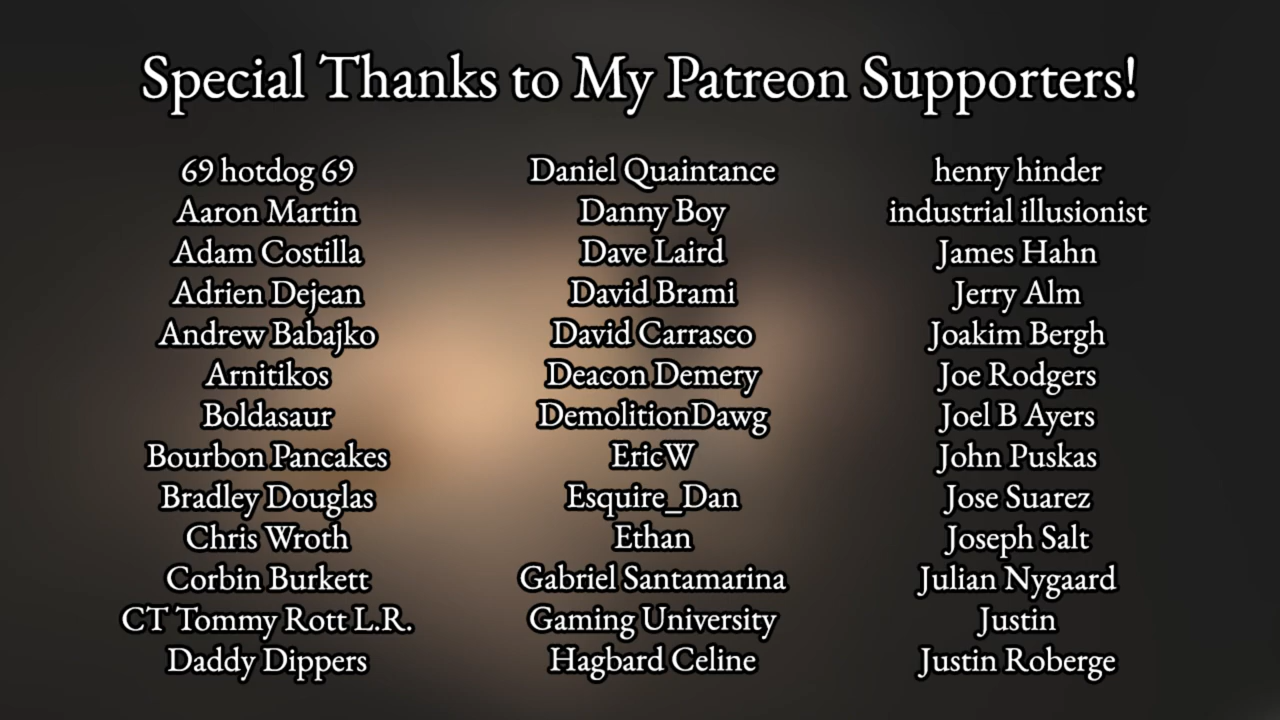 Special Thanks to My Patreon Supporters!
69 hotdog 69
Aaron Martin
Adam Costilla
Adrien Dejean
Andrew Babajko
Arnitikos
Boldasaur
Bourbon Pancakes
Bradley Douglas
Chris Wroth
Corbin Burkett
CT Tommy Rott L.R.
Daddy Dippers
Daniel Quaintance
Danny Boy
Dave Laird
David Brami
David Carrasco
Deacon Demery
DemolitionDawg
EricW
Esquire_Dan
Ethan
Gabriel Santamarina
Gaming University
Hagbard Celine
henry hinder
industrial illusionist
James Hahn
Jerry Alm
Joakim Bergh
Joe Rodgers
Joel B Ayers
John Puskas
Jose Suarez
Joseph Salt
Julian Nygaard
Justin
Justin Roberge